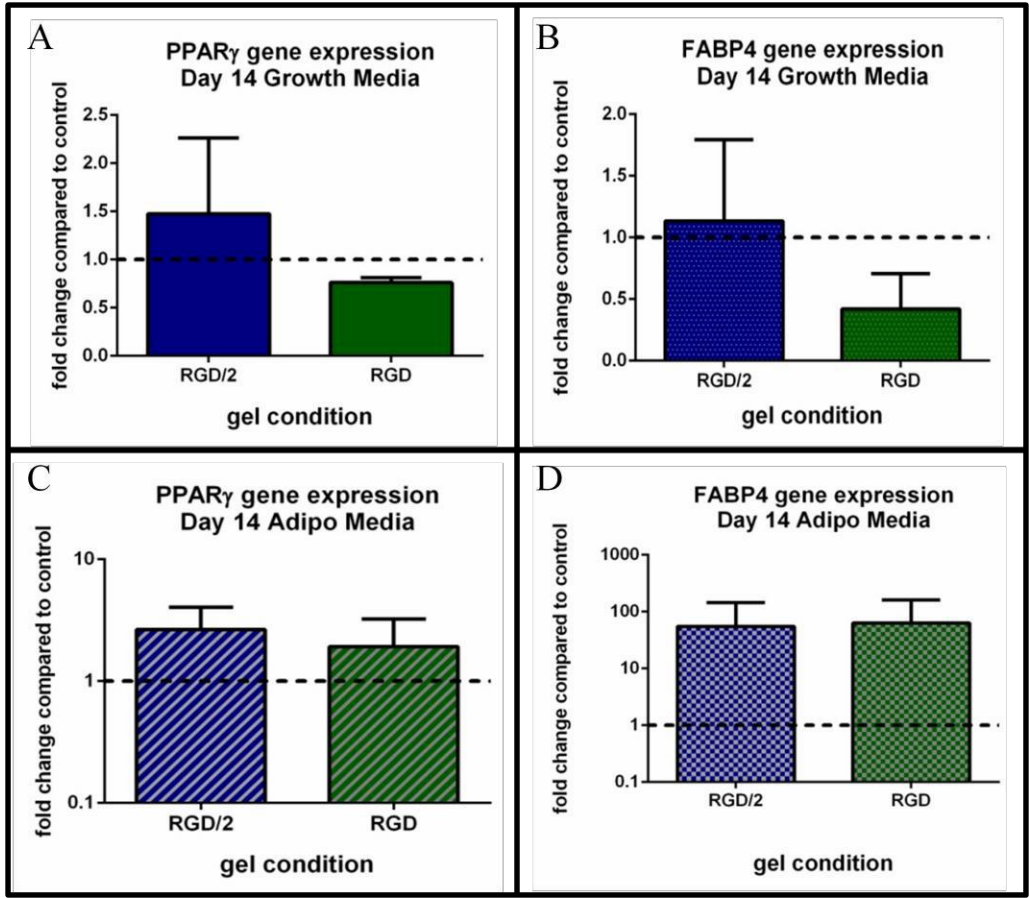 A
PPARγ gene expression
Day 14 Growth Media
fold change compared to control
2.5
2.0
1.5
1.0
0.5
0.0
RGD/2 RGD
gel condition
B
FABP4 gene expression
Day 14 Growth Media
fold change compared to control
2.0
1.5
1.0
0.5
0.0
RGD/2 RGD
gel condition
C
PPARγ gene expression
Day 14 Adipo Media
fold change compared to control
10
1
0.1
RGD/2 RGD
gel condition
D
FABP4 gene expression
Day 14 Adipo Media
fold change compared to control
1000
100
10
1
0.1
RGD/2 RGD
gel condition